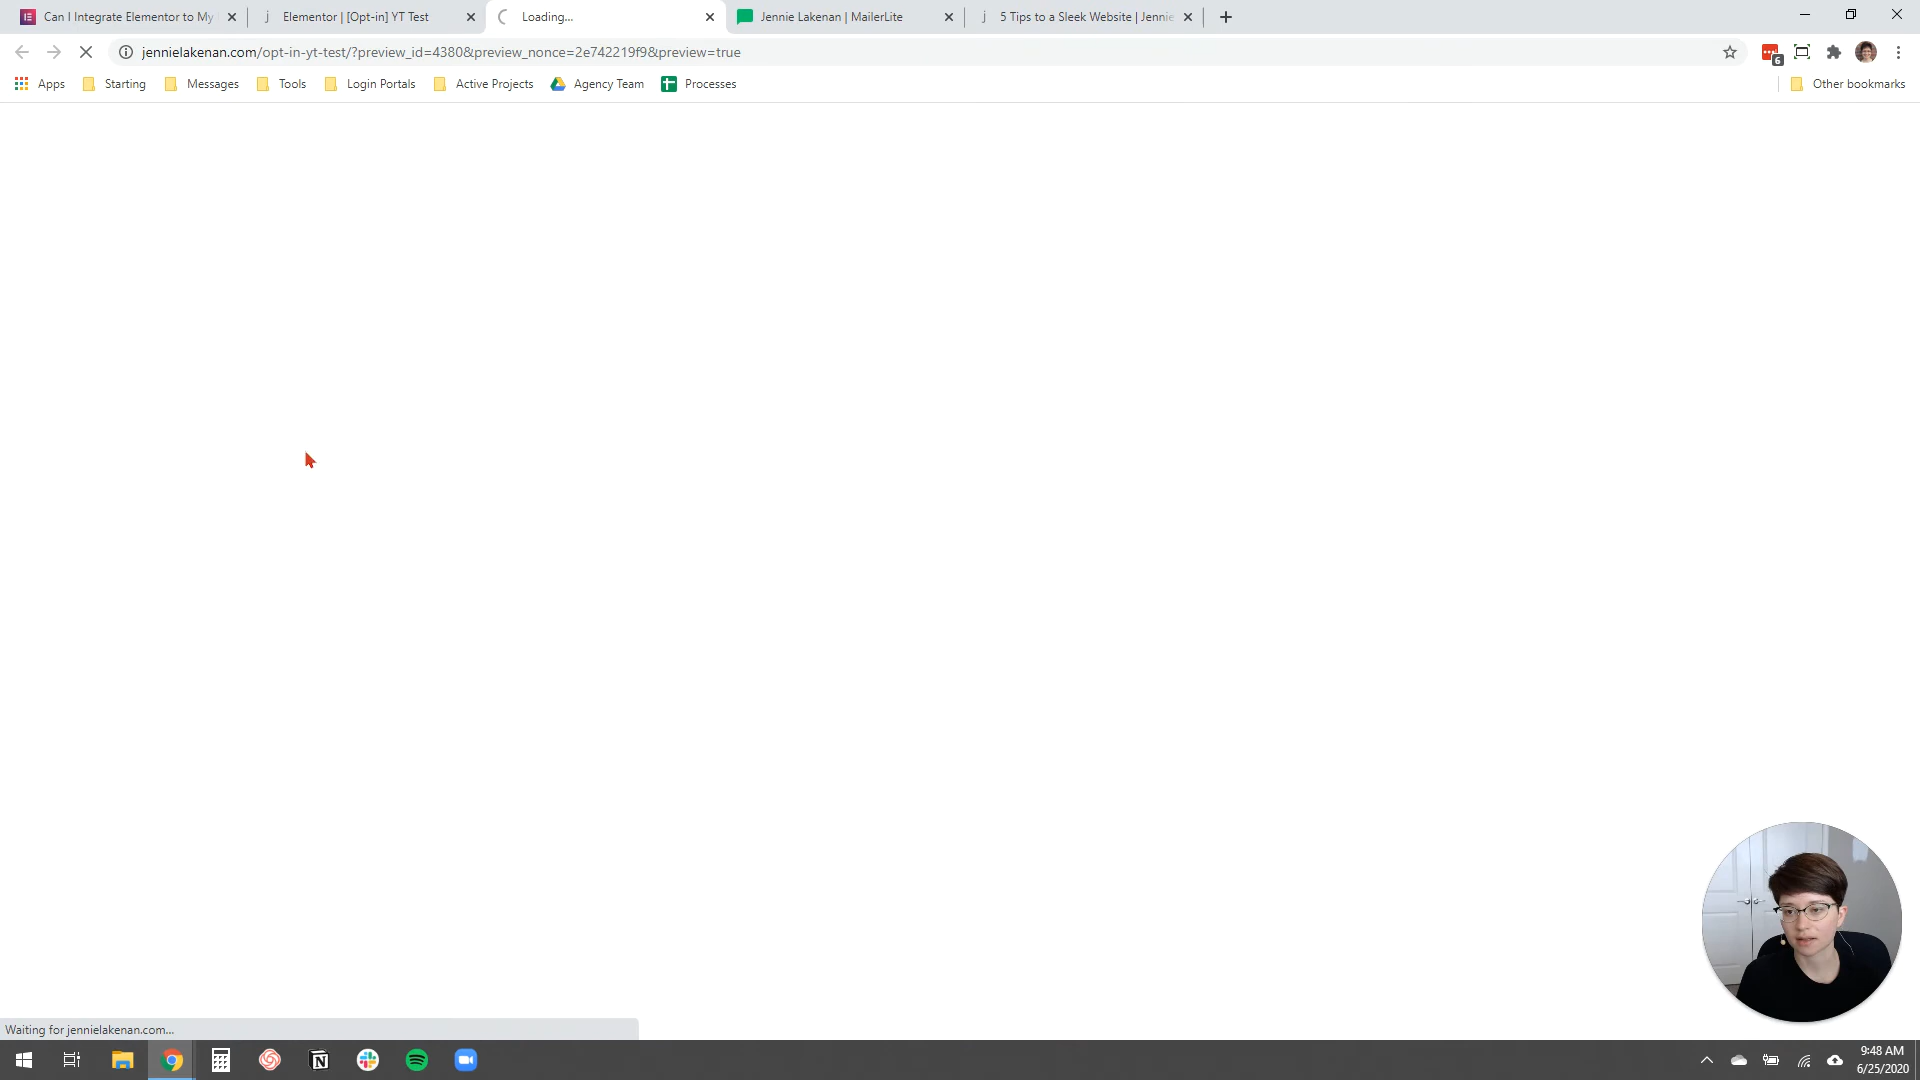 Can I Integrate Elementor to My
Elementor | [Opt-in] YT Test
Loading...
Jennie Lakenan | MailerLite
5 Tips to a Sleek Website | Jennie
jennielakenan.com/opt-in-yt-test/?preview_id=4380&preview_nonce=2e742219f9&preview=true
6
Apps
Starting
Messages
Tools
Login Portals
Active Projects
Agency Team
Processes
Other bookmarks
Waiting for jennielakenan.com...
9:48 AM
6/25/2020